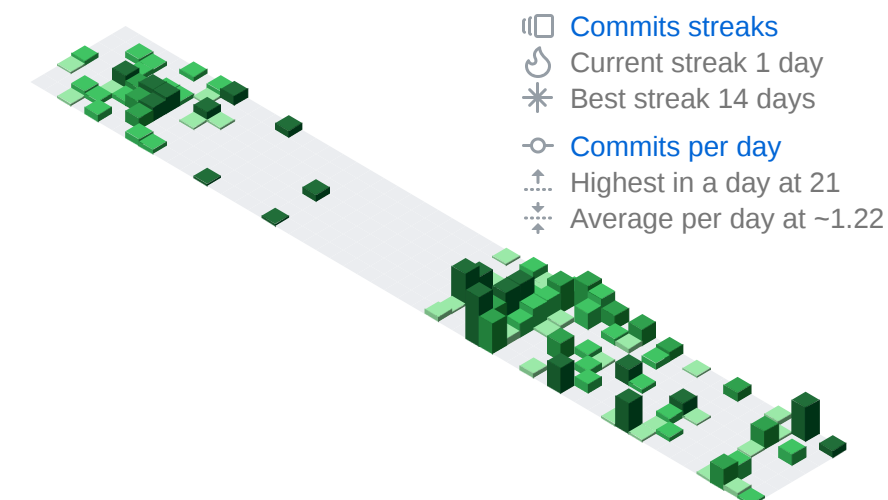 Commits streaks
Current streak 1 day
Best streak 14 days
Commits per day
Highest in a day at 21
Average per day at ~1.22